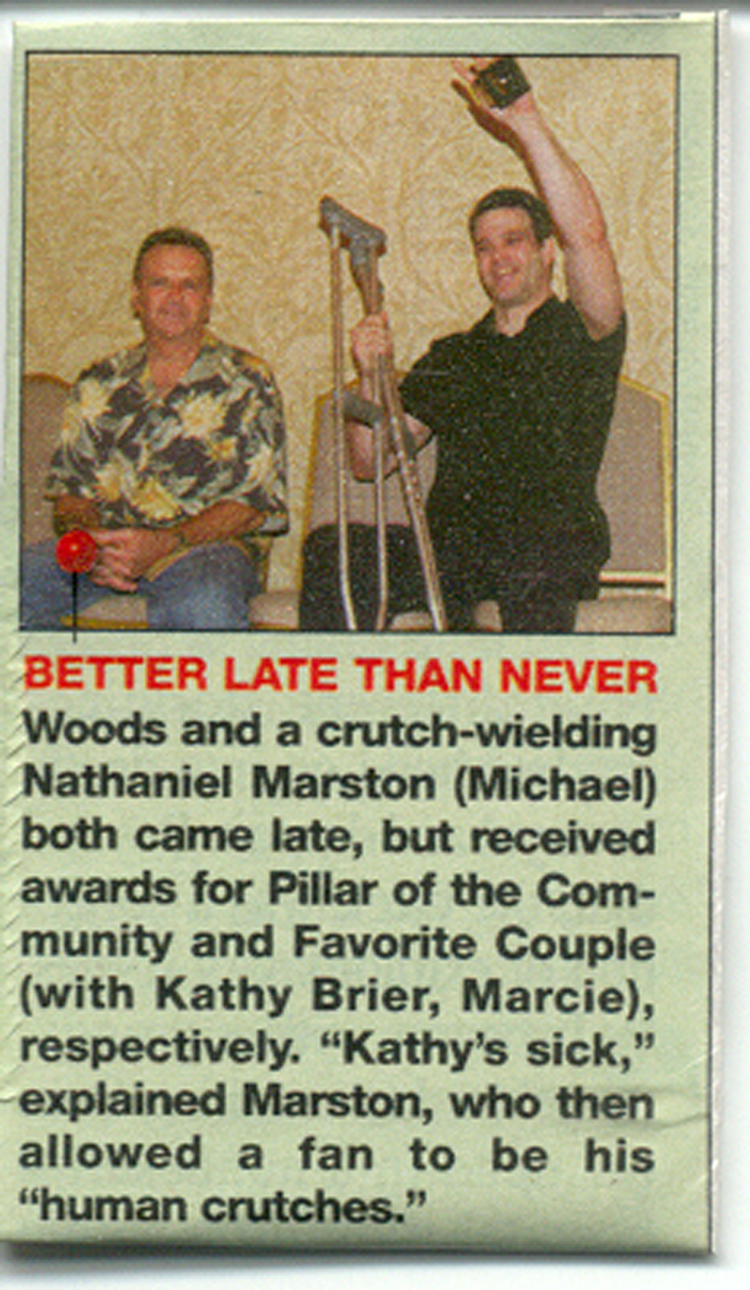 BETTER LATE THAN NEVER
Woods and a crutch-wielding
Nathaniel Marston (Michael)
both came late, but received
awards for Pillar of the Com-
munity and Favorite Couple
(with Kathy Brier, Marcie),
respectively. “Kathy’s sick,”
explained Marston, who then
allowed a fan to be his
“human crutches.”